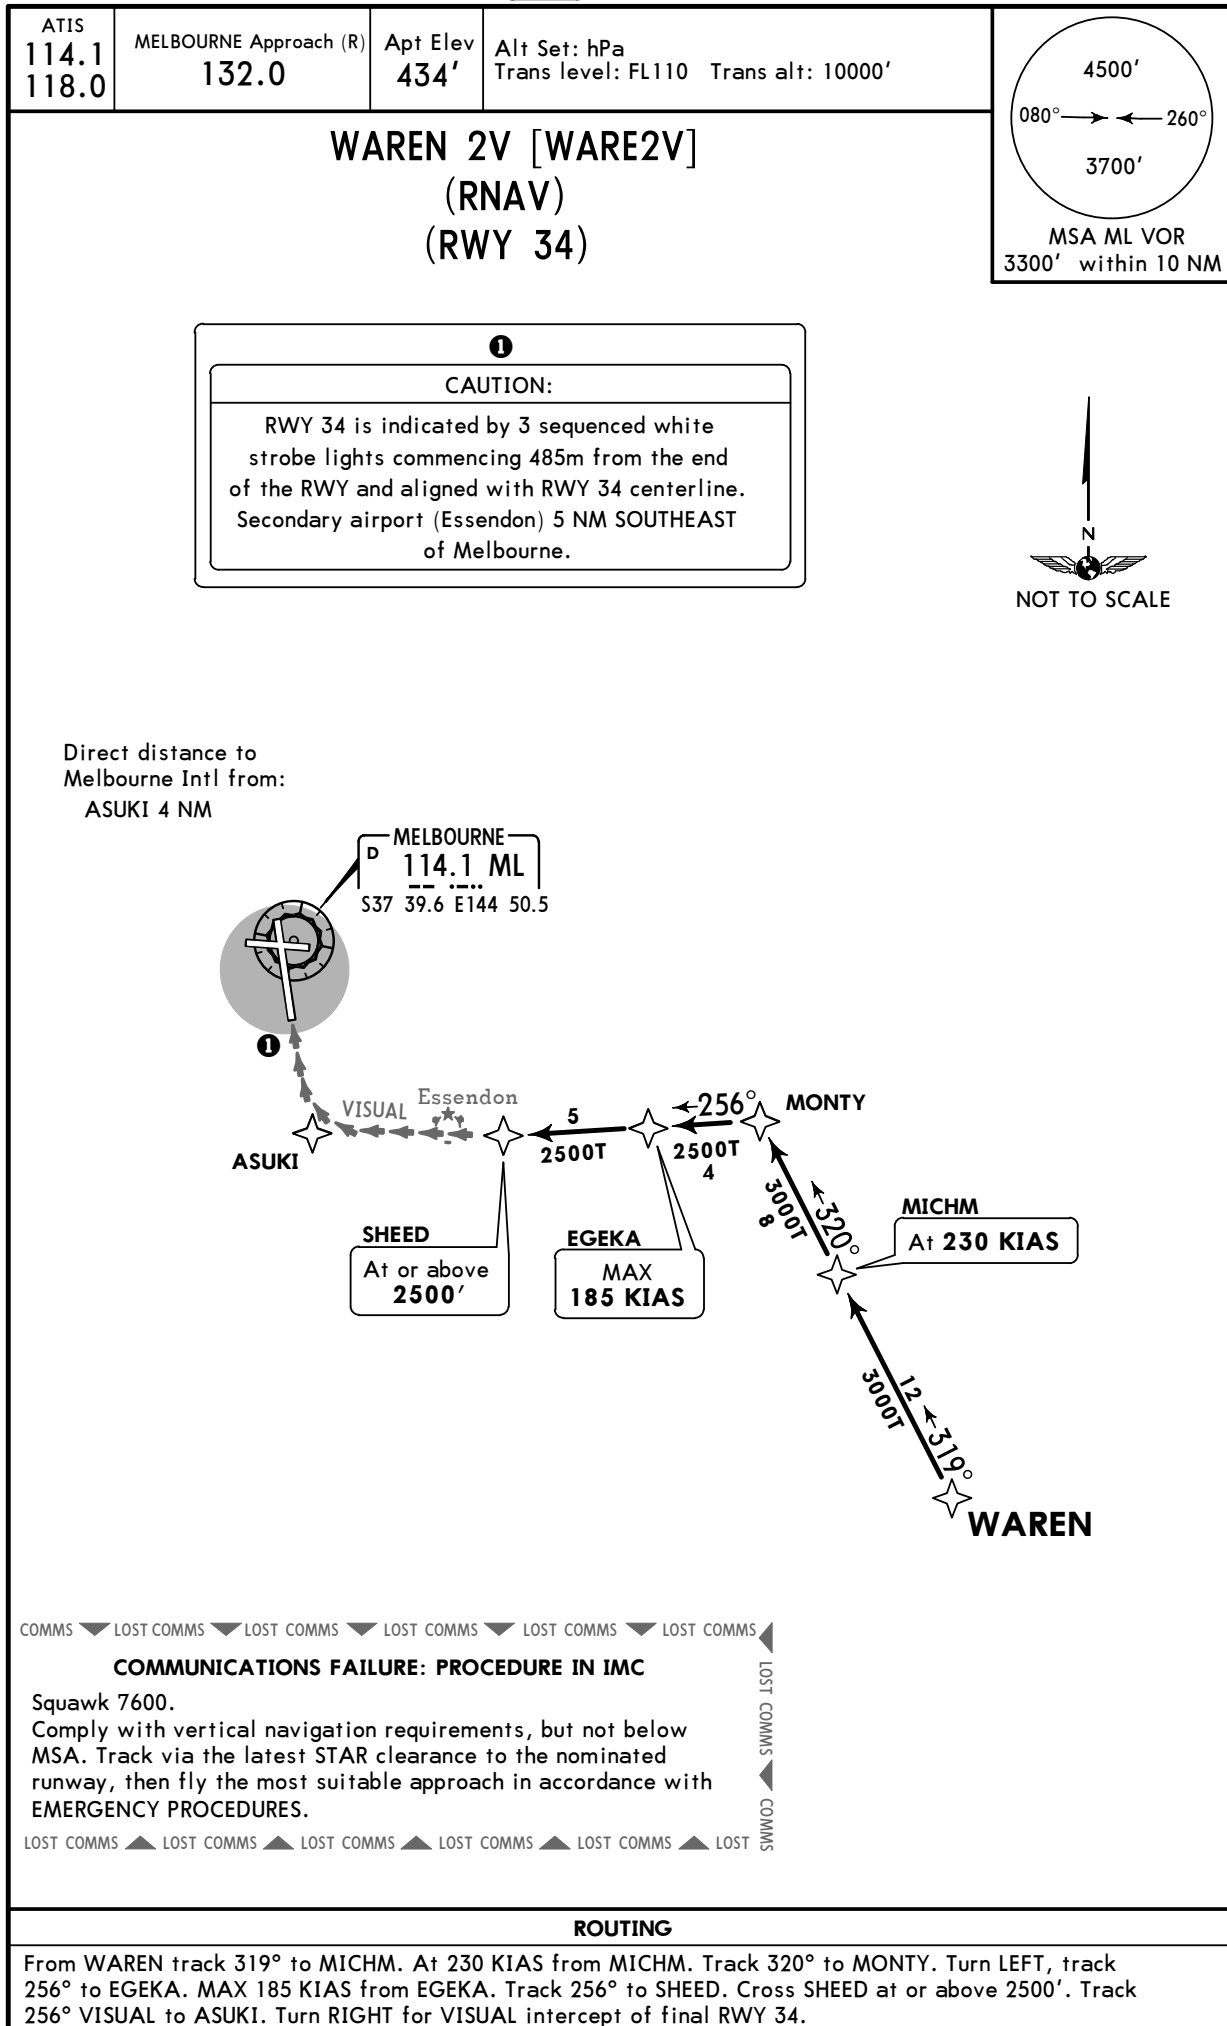 ATIS
114.1
118.0
MELBOURNE Approach (R)
132.0
Apt Elev
434'
Alt Set: hPa
Trans level: FL110 Trans alt: 10000'
4500'
080° 260°
3700'
MSA ML VOR
3300' within 10 NM
WAREN 2V [WARE2V]
(RNAV)
(RWY 34)
1
CAUTION:
RWY 34 is indicated by 3 sequenced white
strobe lights commencing 485m from the end
of the RWY and aligned with RWY 34 centerline.
Secondary airport (Essendon) 5 NM SOUTHEAST
of Melbourne.
N
NOT TO SCALE
Direct distance to
Melbourne Intl from:
ASUKI 4 NM
MELBOURNE
D 114.1 ML
S37 39.6 E144 50.5
1
VISUAL
Essendon
ASUKI
5
2500T
256°
2500T
4
MONTY
SHEED
At or above
2500'
EGEKA
MAX
185 KIAS
320°
3000T
8
MICHM
At 230 KIAS
12
319°
3000T
WAREN
COMMS LOST COMMS LOST COMMS LOST COMMS LOST COMMS LOST COMMS
LOST COMMS
COMMS
COMMUNICATIONS FAILURE: PROCEDURE IN IMC
Squawk 7600.
Comply with vertical navigation requirements, but not below
MSA. Track via the latest STAR clearance to the nominated
runway, then fly the most suitable approach in accordance with
EMERGENCY PROCEDURES.
LOST COMMS LOST COMMS LOST COMMS LOST COMMS LOST COMMS LOST
ROUTING
From WAREN track 319° to MICHM. At 230 KIAS from MICHM. Track 320° to MONTY. Turn LEFT, track
256° to EGEKA. MAX 185 KIAS from EGEKA. Track 256° to SHEED. Cross SHEED at or above 2500'. Track
256° VISUAL to ASUKI. Turn RIGHT for VISUAL intercept of final RWY 34.